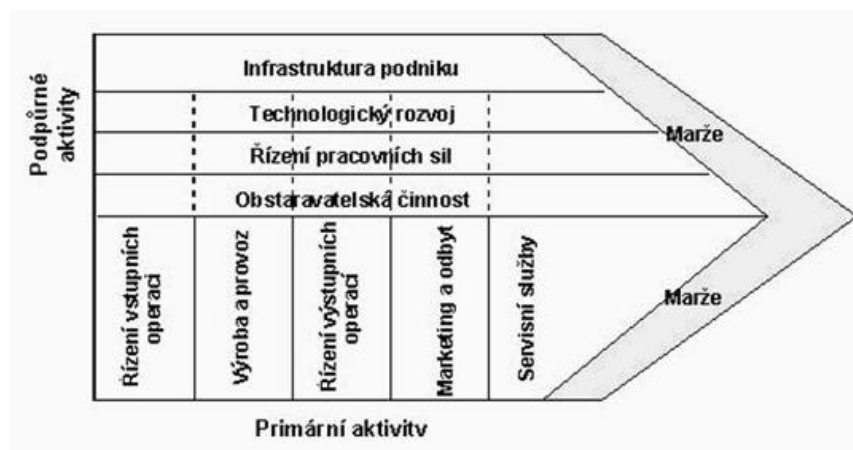 Podpůrné
aktivity
Infrastruktura podniku
Technologický rozvoj
Řízení pracovních sil
Obstaravatelská činnost
Marže
Řízení vstupních
operací
Výroba a provoz
Řízení výstupních
operací
Marketing a odbyt
Servisní služby
Marže
Primární aktivity